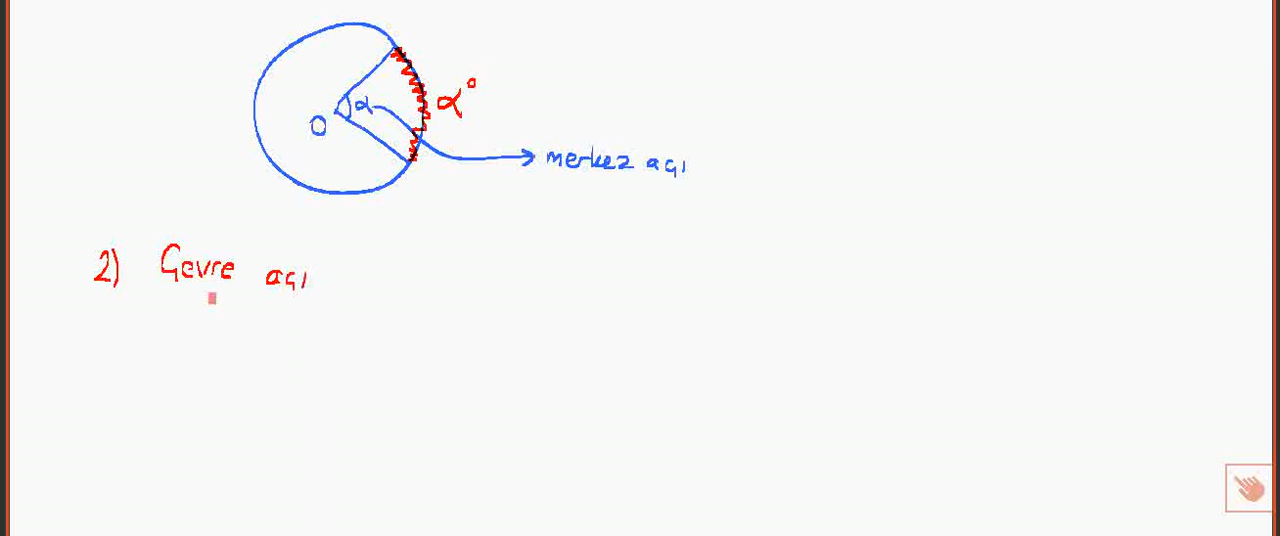 α°
α
O
merkez açı
2) Çevre açı